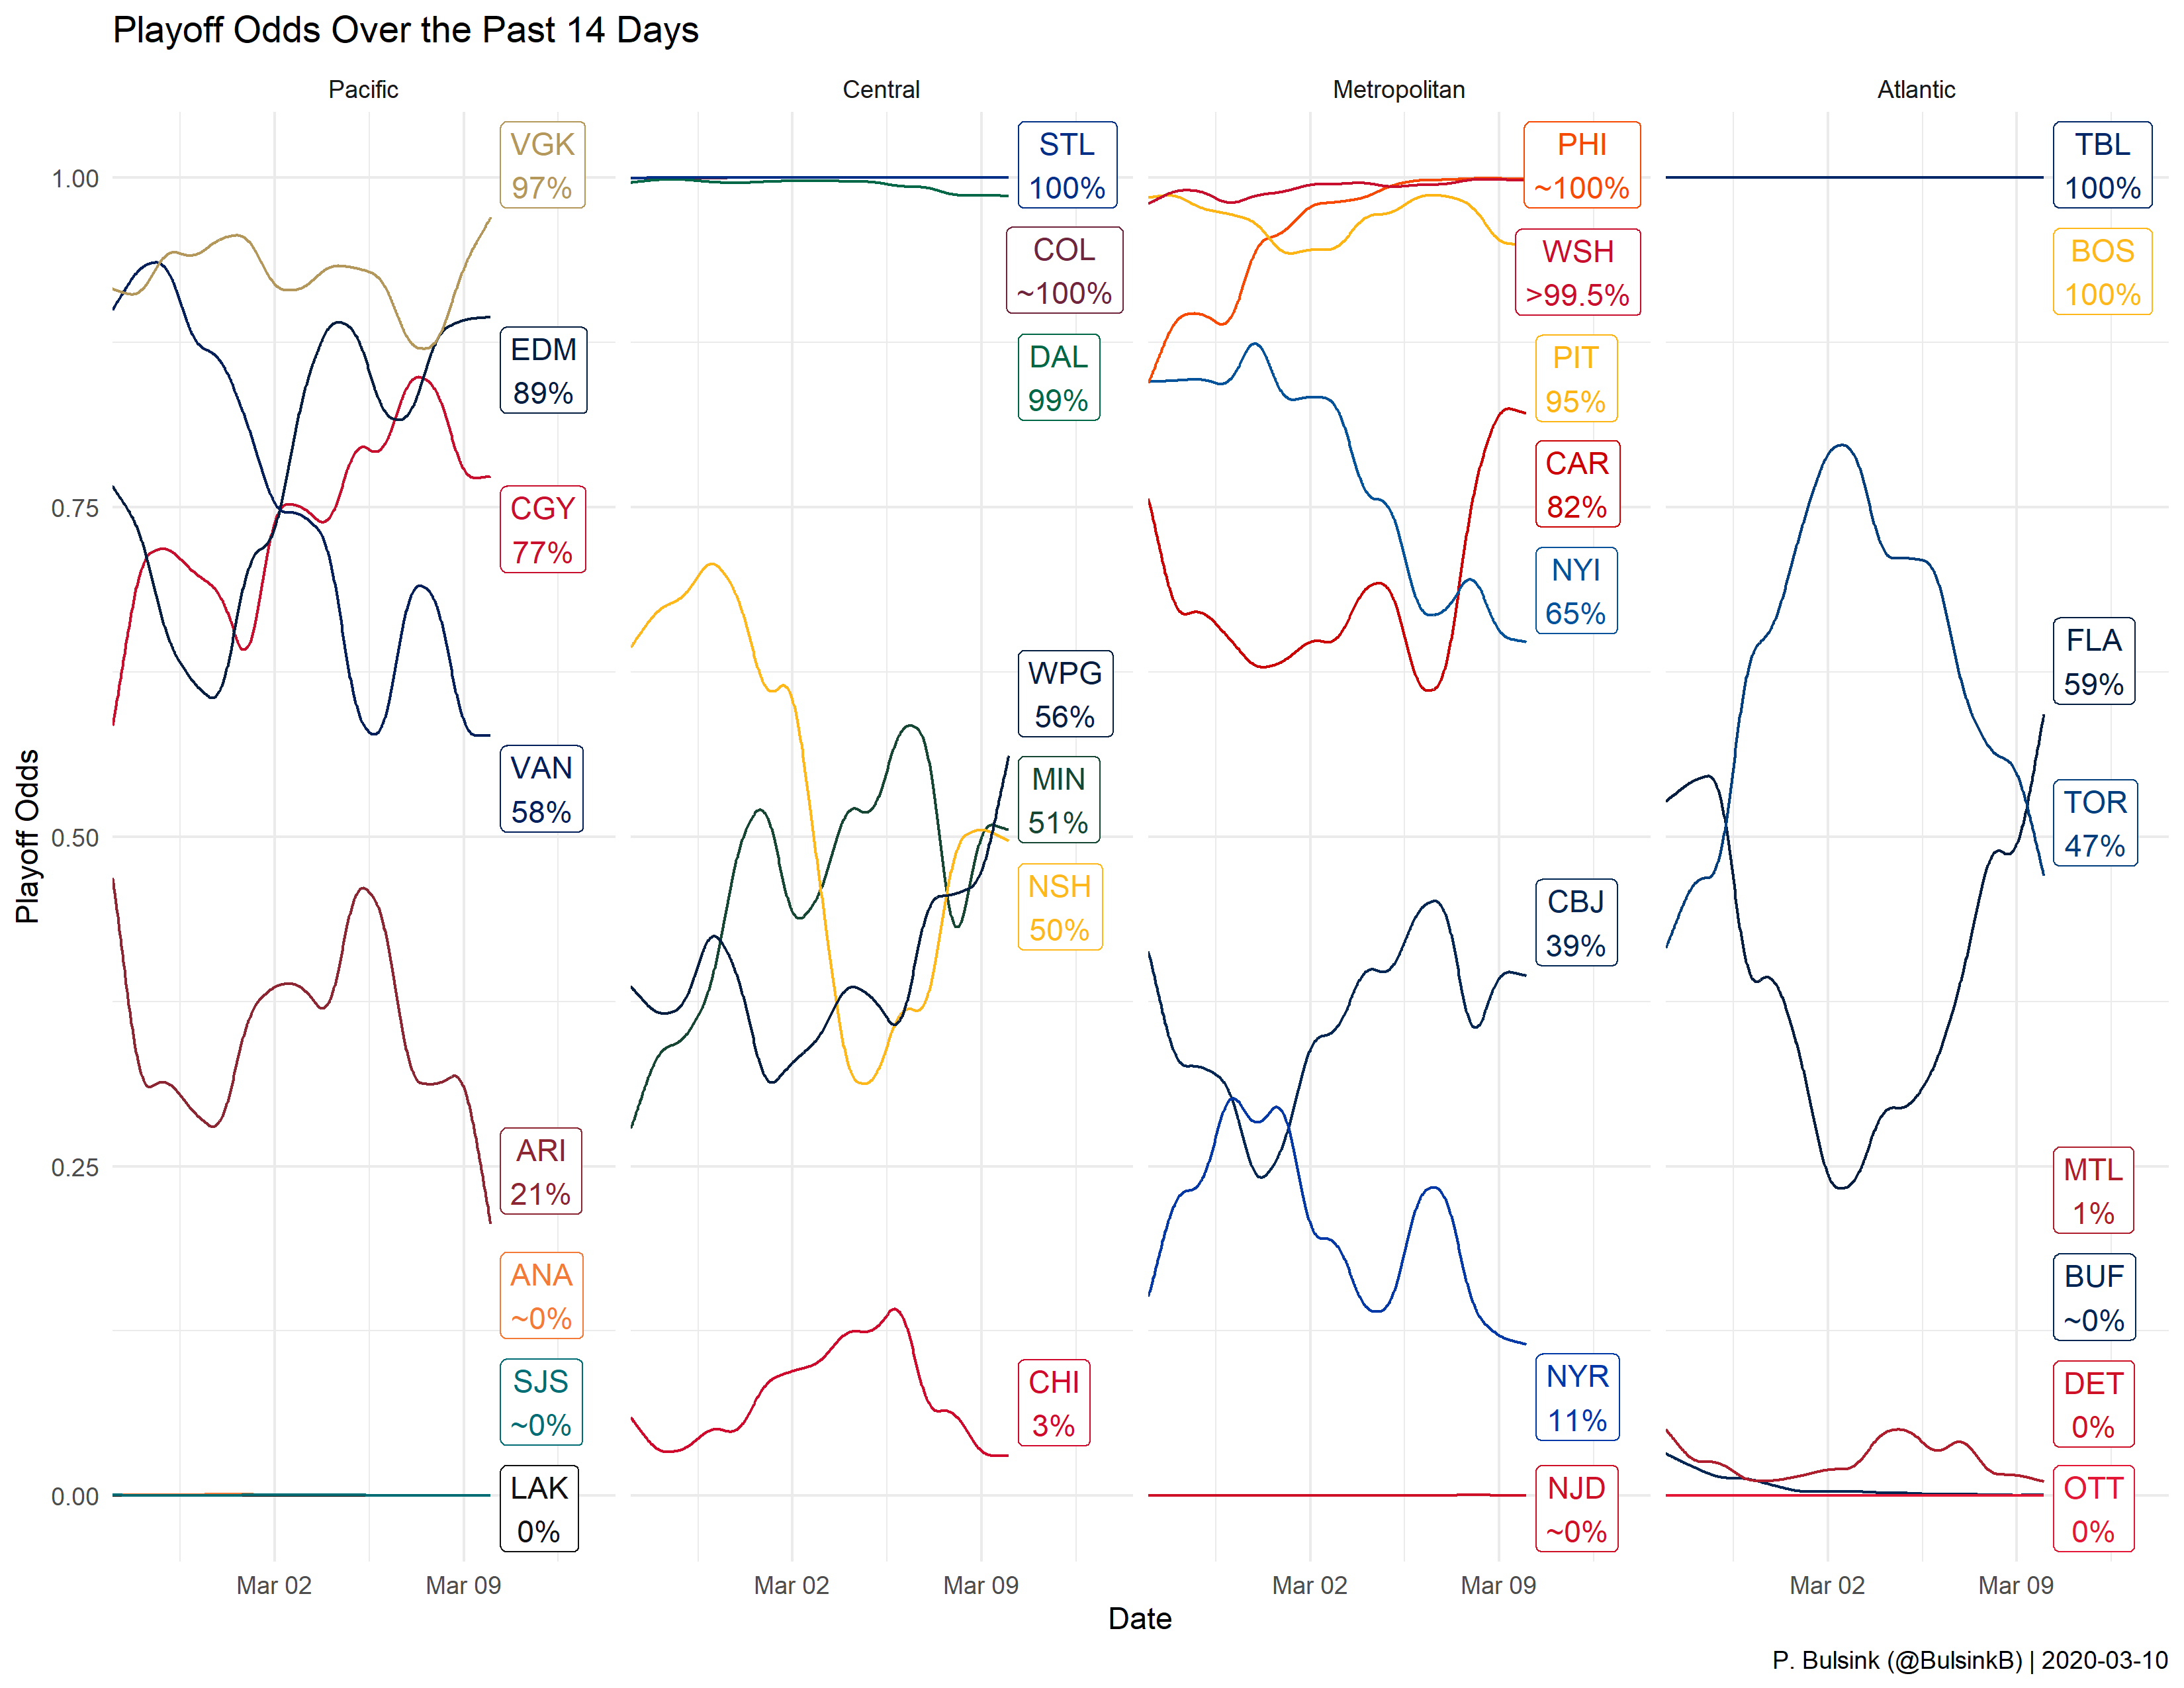 Playoff Odds Over the Past 14 Days
Pacific
Central
Metropolitan
Atlantic
Playoff Odds
1.00
0.75
0.50
0.25
0.00
VGK
97%
EDM
89%
CGY
77%
VAN
58%
ARI
21%
ANA
~0%
SJS
~0%
LAK
0%
STL
100%
COL
~100%
DAL
99%
WPG
56%
MIN
51%
NSH
50%
CHI
3%
PHI
~100%
WSH
>99.5%
PIT
95%
CAR
82%
NYI
65%
CBJ
39%
NYR
11%
NJD
~0%
TBL
100%
BOS
100%
FLA
59%
TOR
47%
MTL
1%
BUF
~0%
DET
0%
OTT
0%
Mar 02
Mar 09
Mar 02
Mar 09
Mar 02
Mar 09
Mar 02
Mar 09
Date
P. Bulsink (@BulsinkB) | 2020-03-10